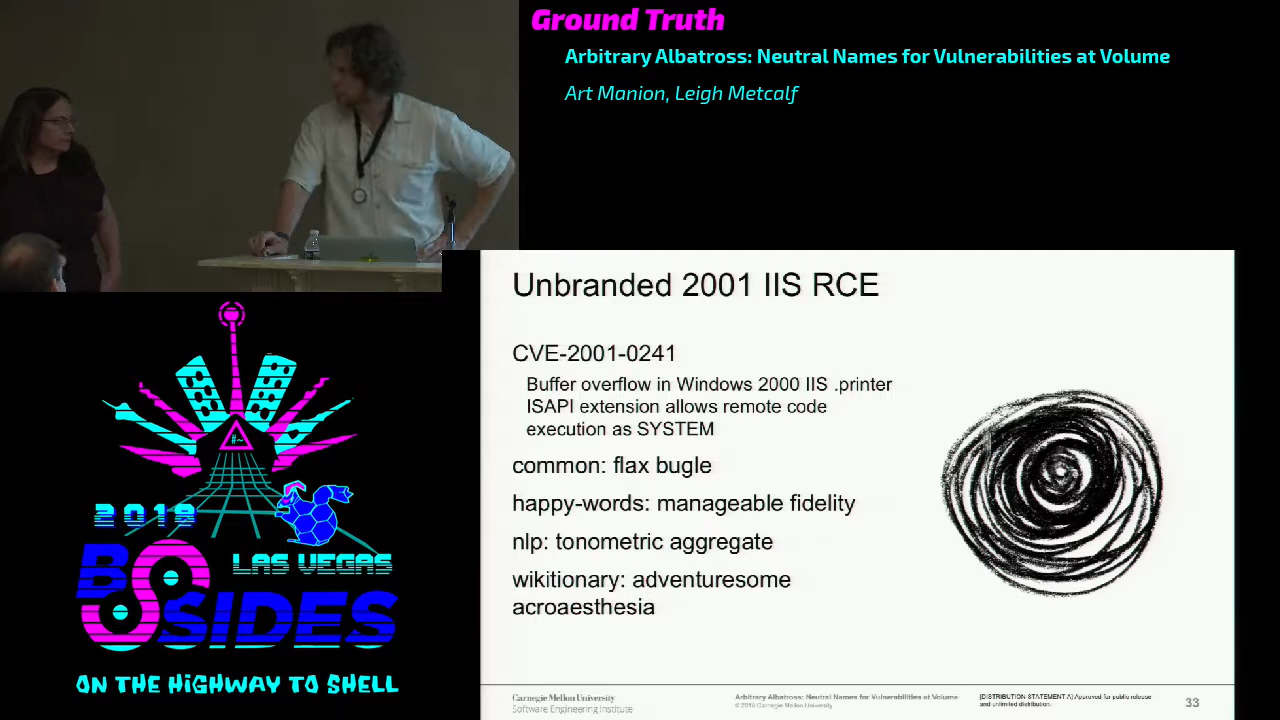 Ground Truth
Arbitrary Albatross: Neutral Names for Vulnerabilities at Volume
Art Manion, Leigh Metcalf
Unbranded 2001 IIS RCE
CVE-2001-0241
Buffer overflow in Windows 2000 IIS .printer
ISAPI extension allows remote code
execution as SYSTEM
common: flax bugle
happy-words: manageable fidelity
nlp: tonometric aggregate
wikitionary: adventuresome
acroaesthesia
#~
2019
BSIDES
LAS VEGAS
ON THE HiGHWAY TO SHELL
Carnegie Mellon University
Software Engineering Institute
Arbitrary Albatross: Neutral Names for Vulnerabilities at Volume
© 2019 Carnegie Mellon University
[DISTRIBUTION STATEMENT A] Approved for public release
and unlimited distribution.
33